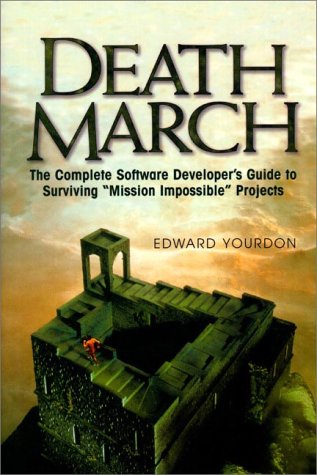 DEATH
MARCH
The Complete Software Developer's Guide to
Surviving "Mission Impossible" Projects
EDWARD YOURDON